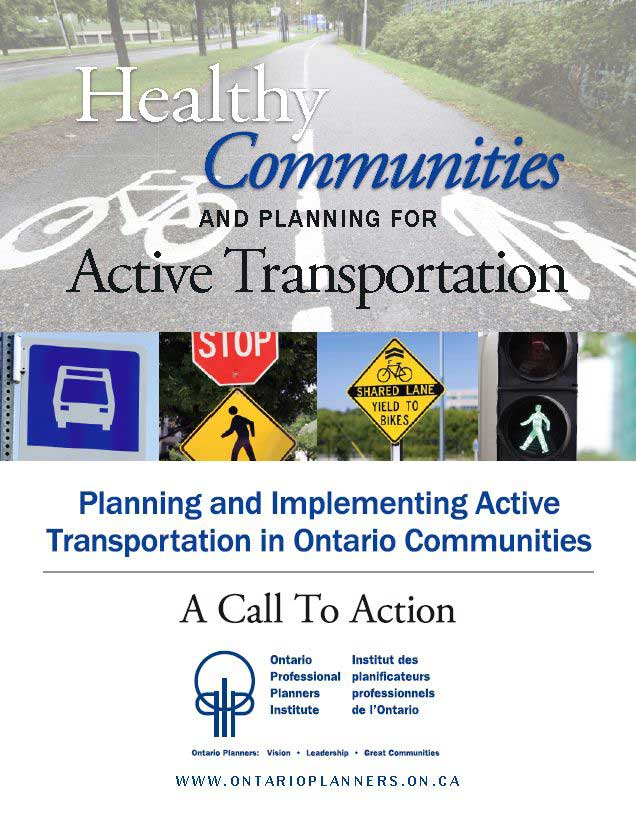 Healthy
Communities
AND PLANNING FOR
Active Transportation
STOP
SHARED LANE
YIELD TO
BIKES
Planning and Implementing Active
Transportation in Ontario Communities
A Call To Action
Ontario
Professional
Planners
Institute
Institut des
planificateurs
professionnels
de l'Ontario
Ontario Planners: Vision • Leadership • Great Communities
WWW.ONTARIOPLANNERS.ON.CA